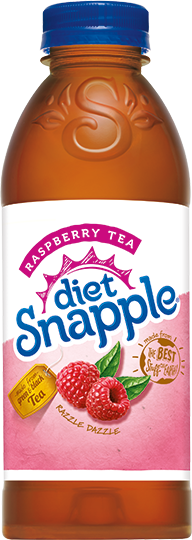 RASPBERRY TEA
diet
Snapple
made from
green & black
Tea
made from
the BEST
Stuff on Earth
RAZZLE DAZZLE